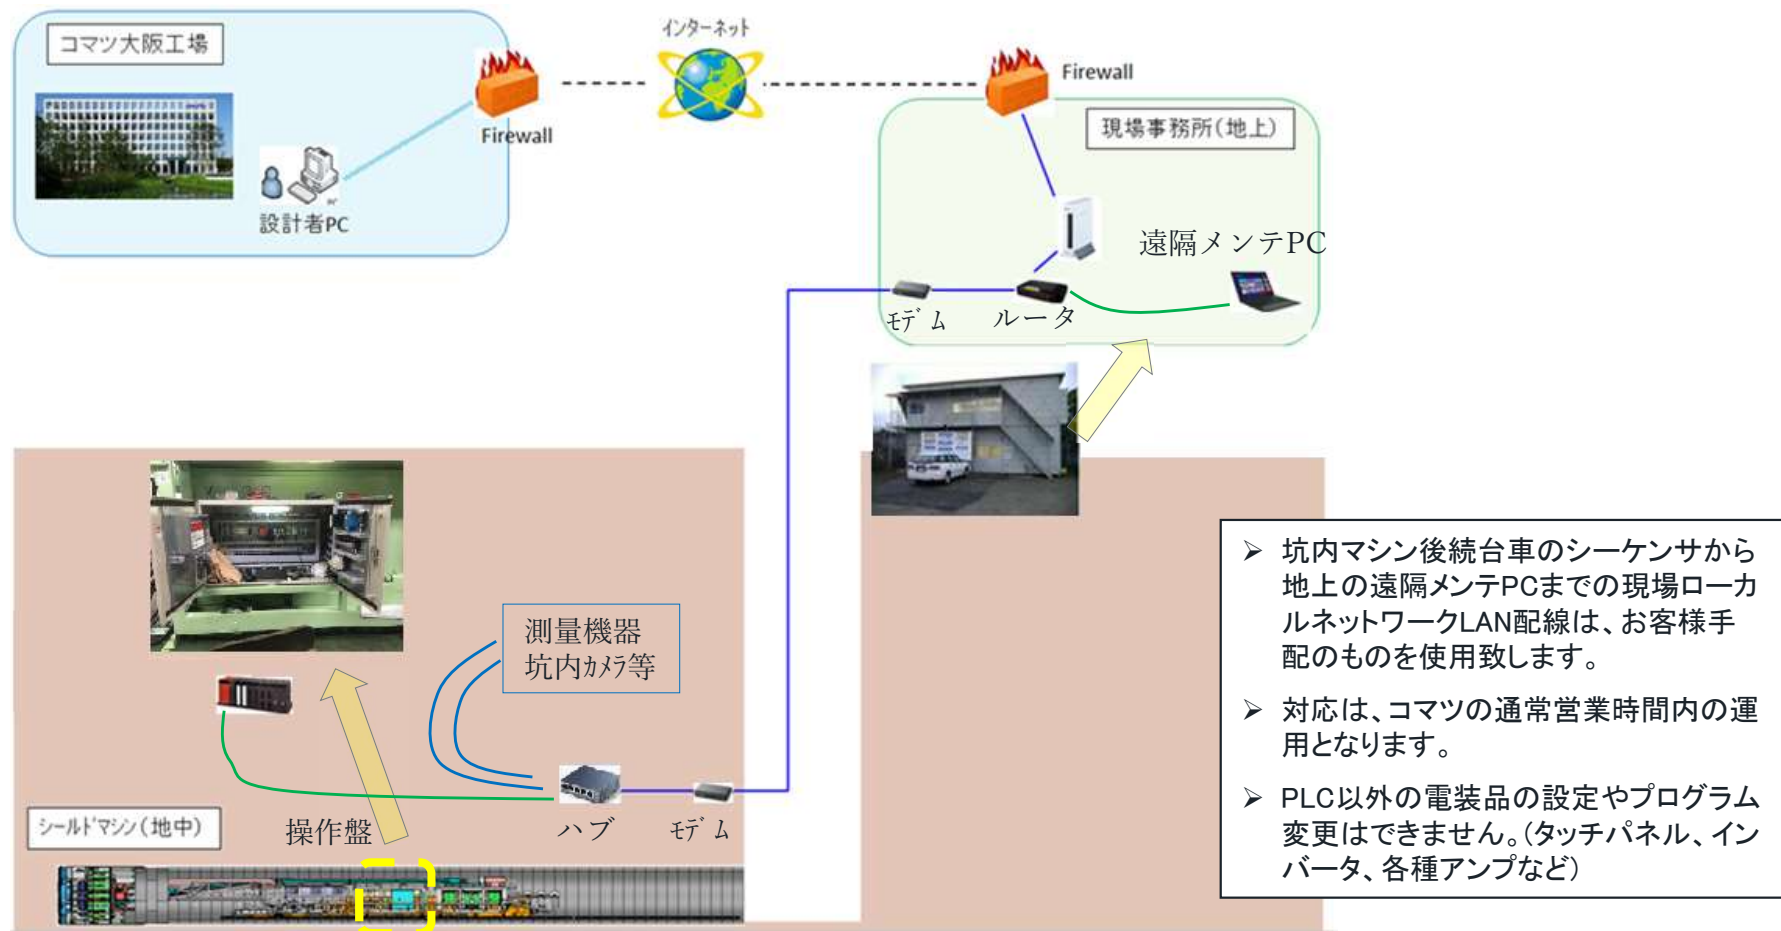 コマツ大阪工場
インターネット
Firewall
Firewall
現場事務所(地上)
設計者PC
遠隔メンテPC
モデム
ルータ
測量機器
坑内カメラ等
シールドマシン(地中)
操作盤
ハブ
モデム
➢ 坑内マシン後続台車のシーケンサから
地上の遠隔メンテPCまでの現場ローカ
ルネットワークLAN配線は、お客様手
配のものを使用致します。
➢ 対応は、コマツの通常営業時間内の運
用となります。
➢ PLC以外の電装品の設定やプログラム
変更はできません。(タッチパネル、イン
バータ、各種アンプなど)